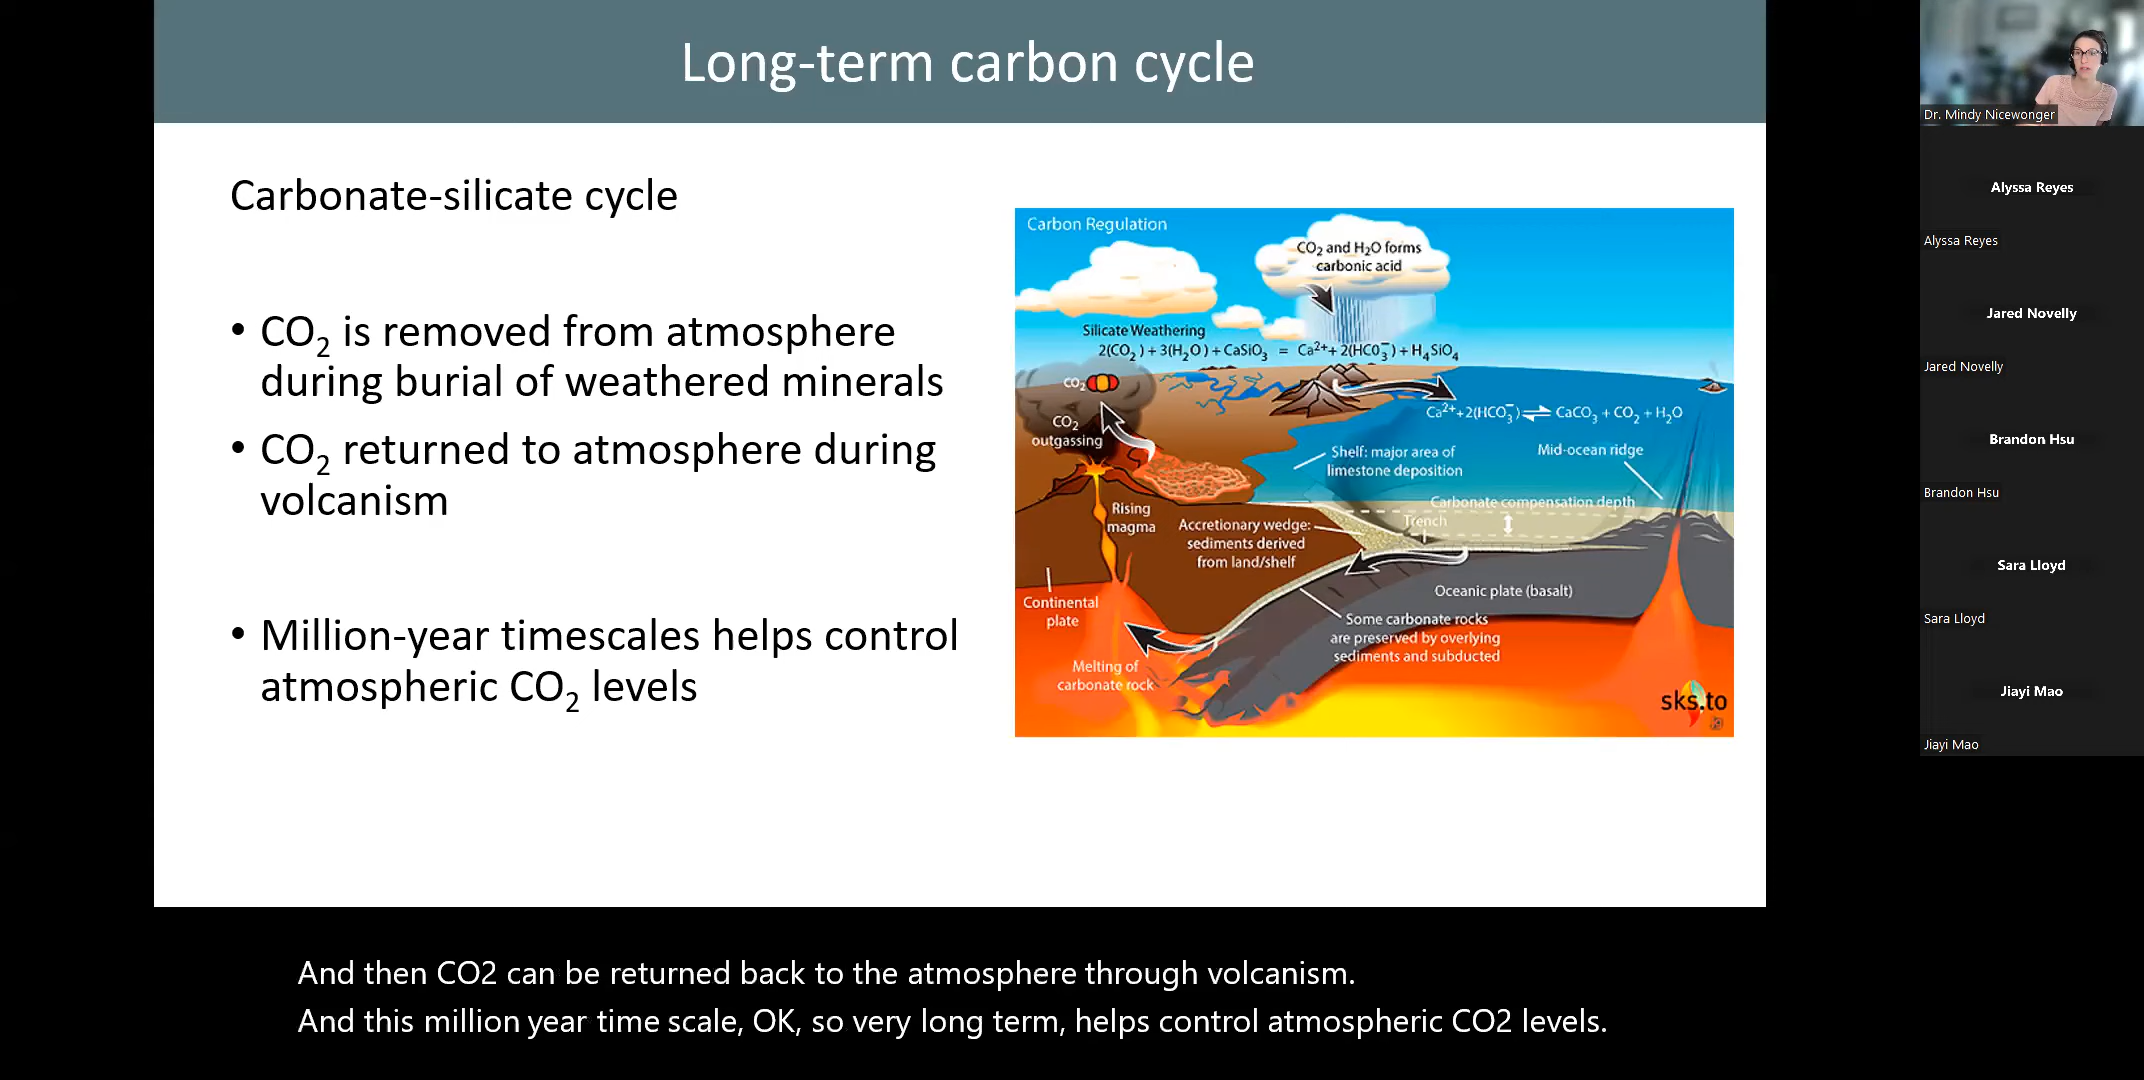 Long-term carbon cycle
Carbonate-silicate cycle
• CO₂ is removed from atmosphere
during burial of weathered minerals
• CO₂ returned to atmosphere during
volcanism
• Million-year timescales helps control
atmospheric CO₂ levels
Carbon Regulation
CO₂ and H₂O forms
carbonic acid
Silicate Weathering
2(CO₂) + 3(H₂O) + CaSiO₃ = Ca²⁺ + 2(HCO₃⁻) + H₄SiO₄
CO₂
CO₂
outgassing
Ca²⁺+2(HCO₃⁻) ⇌ CaCO₃ + CO₂ + H₂O
Shelf: major area of
limestone deposition
Mid-ocean ridge
Carbonate compensation depth
Trench
Rising
magma
Accretionary wedge:
sediments derived
from land/shelf
Continental
plate
Oceanic plate (basalt)
Some carbonate rocks
are preserved by overlying
sediments and subducted
Melting of
carbonate rock
sks.to
And then CO2 can be returned back to the atmosphere through volcanism.
And this million year time scale, OK, so very long term, helps control atmospheric CO2 levels.
Dr. Mindy Nicewonger
Alyssa Reyes
Alyssa Reyes
Jared Novelly
Jared Novelly
Brandon Hsu
Brandon Hsu
Sara Lloyd
Sara Lloyd
Jiayi Mao
Jiayi Mao